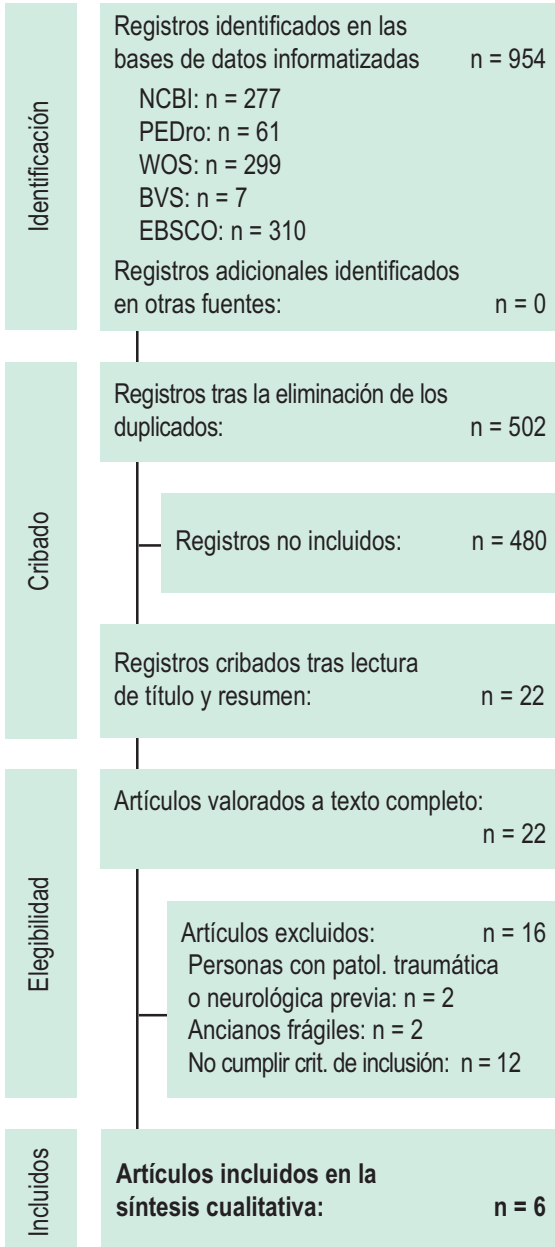 Identificación
Registros identificados en las
bases de datos informatizadas n = 954
NCBI: n = 277
PEDro: n = 61
WOS: n = 299
BVS: n = 7
EBSCO: n = 310
Registros adicionales identificados
en otras fuentes: n = 0
Cribado
Registros tras la eliminación de los
duplicados: n = 502
Registros no incluidos: n = 480
Registros cribados tras lectura
de título y resumen: n = 22
Elegibilidad
Artículos valorados a texto completo:
n = 22
Artículos excluidos: n = 16
Personas con patol. traumática
o neurológica previa: n = 2
Ancianos frágiles: n = 2
No cumplir crit. de inclusión: n = 12
Incluidos
Artículos incluidos en la
síntesis cualitativa: n = 6